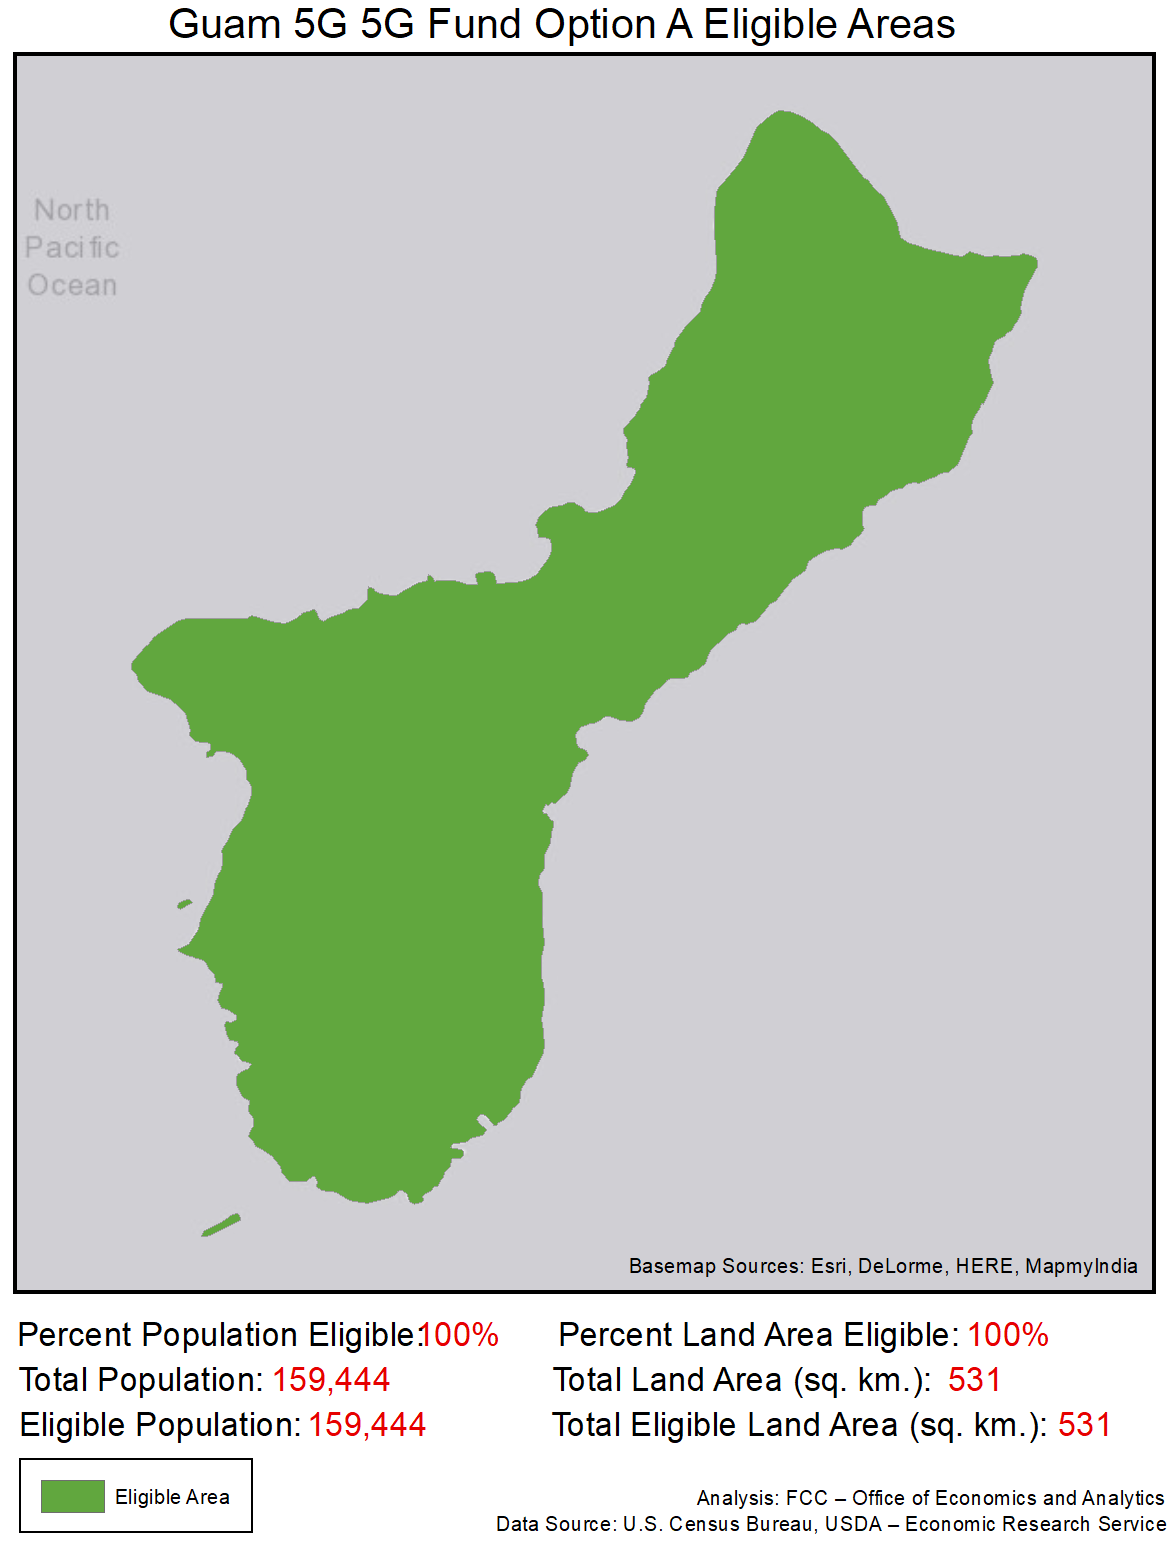 Guam 5G 5G Fund Option A Eligible Areas
North
Pacific
Ocean
Basemap Sources: Esri, DeLorme, HERE, MapmyIndia
Percent Population Eligible:100%
Total Population: 159,444
Eligible Population: 159,444
Percent Land Area Eligible: 100%
Total Land Area (sq. km.): 531
Total Eligible Land Area (sq. km.): 531
Eligible Area
Analysis: FCC – Office of Economics and Analytics
Data Source: U.S. Census Bureau, USDA – Economic Research Service